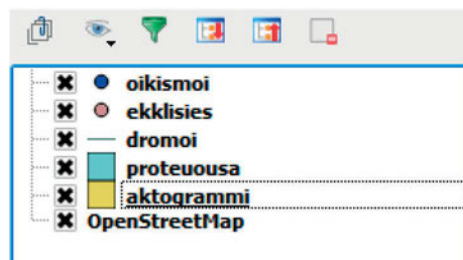 oikismoi
ekklisies
dromoi
proteuousa
aktogrammi
OpenStreetMap